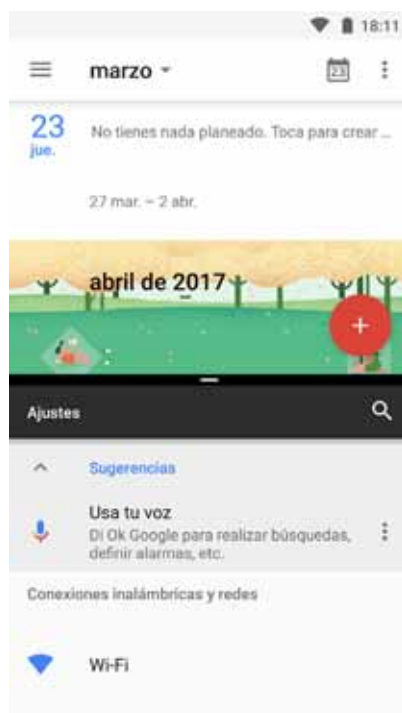 18:11
marzo
23
23
jue.
No tienes nada planeado. Toca para crear ...
27 mar. – 2 abr.
abril de 2017
+
Ajustes
Sugerencias
Usa tu voz
Di Ok Google para realizar búsquedas,
definir alarmas, etc.
Conexiones inalámbricas y redes
Wi-Fi